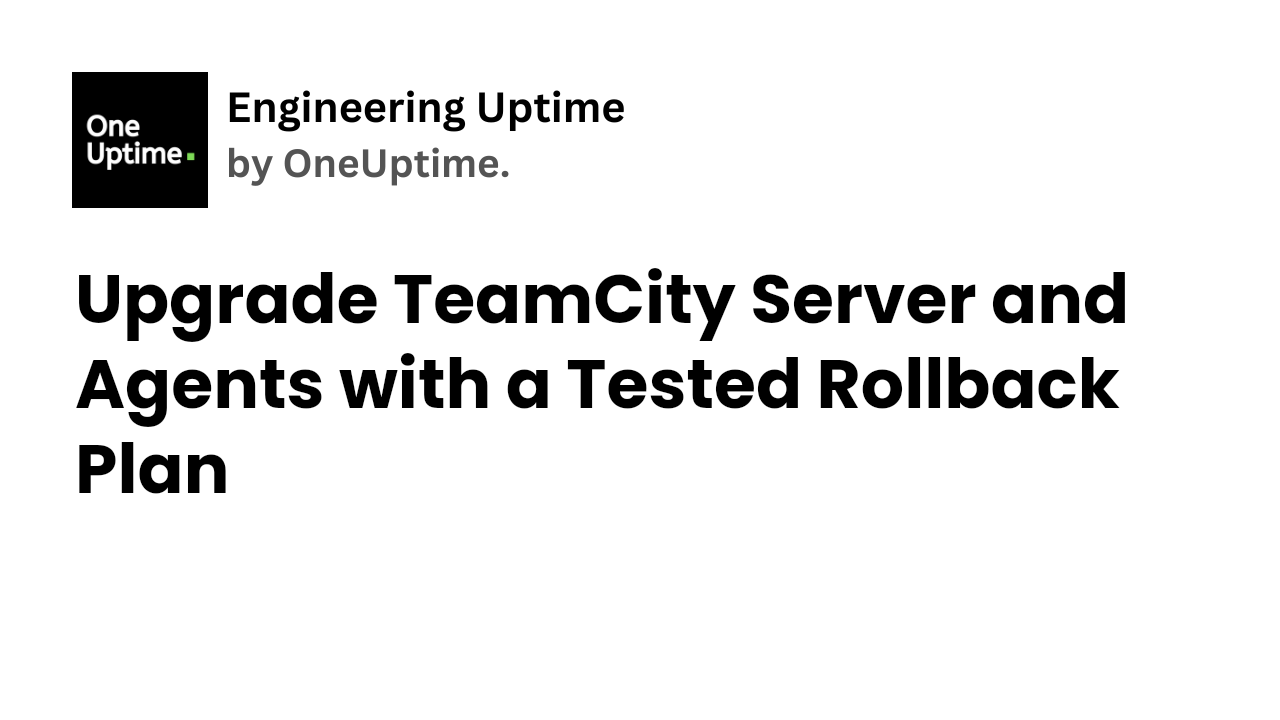 One
Uptime.
Engineering Uptime
by OneUptime.
Upgrade TeamCity Server and
Agents with a Tested Rollback
Plan